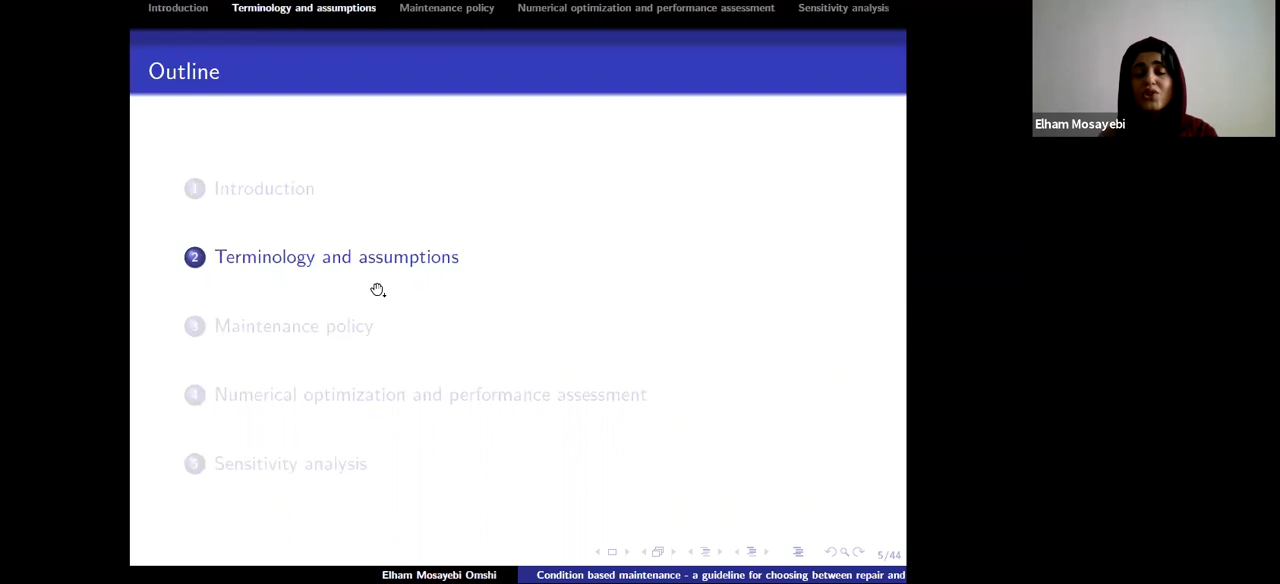 Introduction Terminology and assumptions Maintenance policy Numerical optimization and performance assessment Sensitivity analysis
Outline
Elham Mosayebi
1 Introduction
2 Terminology and assumptions
3 Maintenance policy
4 Numerical optimization and performance assessment
5 Sensitivity analysis
5/44
Elham Mosayebi Omshi Condition based maintenance - a guideline for choosing between repair and